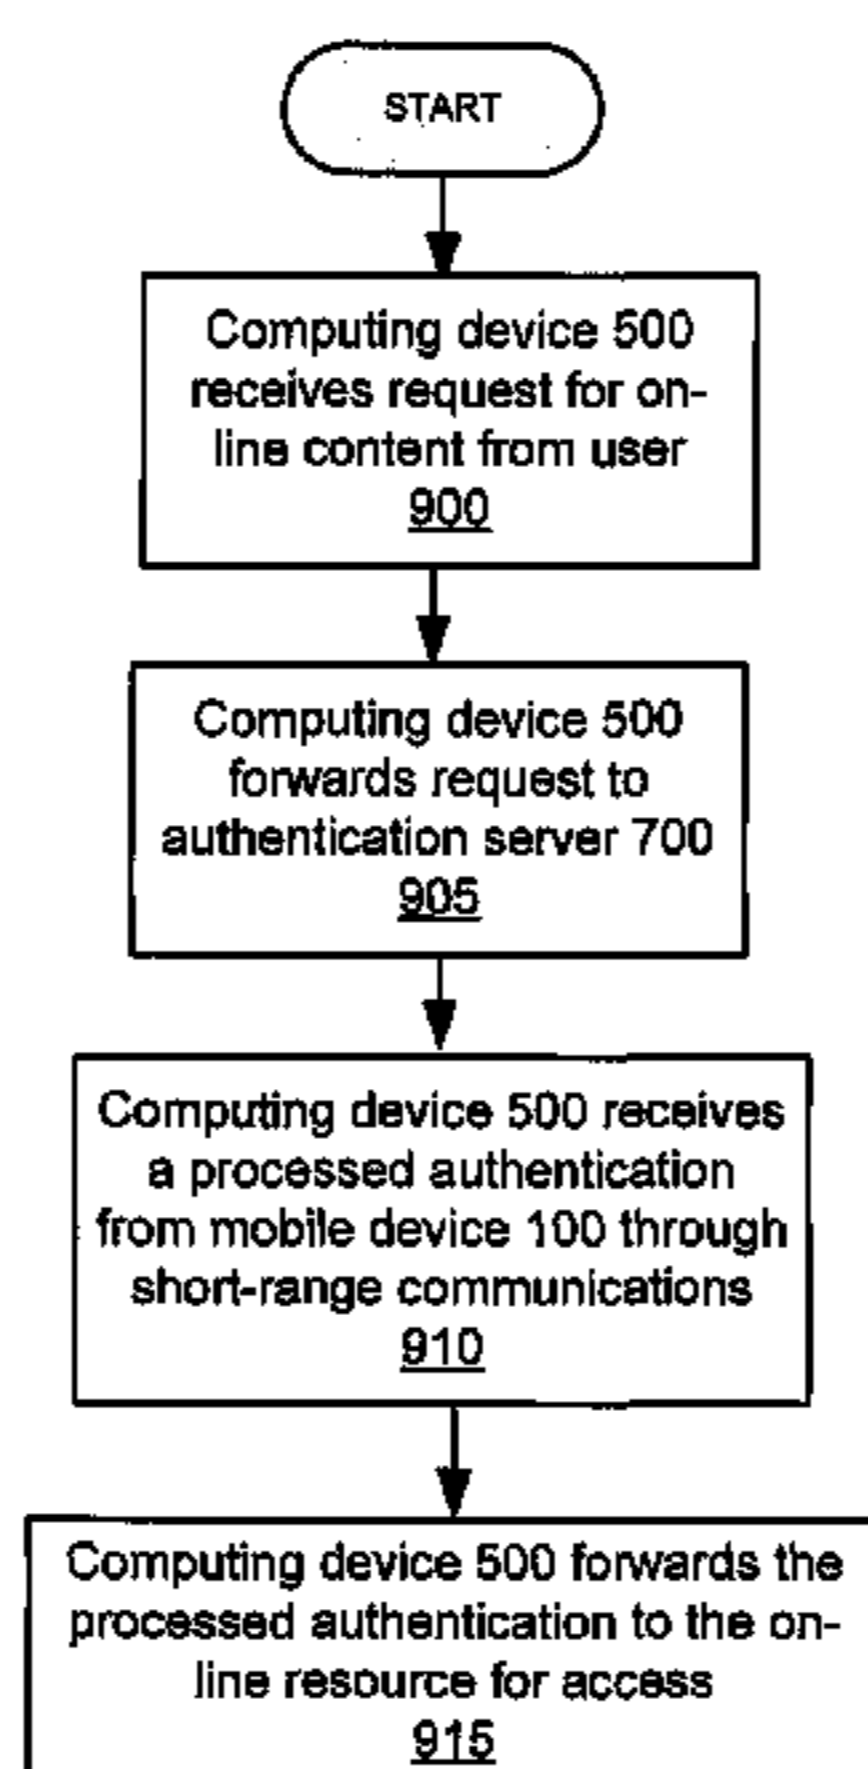 START
Computing device 500
receives request for on-
line content from user
900
Computing device 500
forwards request to
authentication server 700
905
Computing device 500 receives
a processed authentication
from mobile device 100 through
short-range communications
910
Computing device 500 forwards the
processed authentication to the on-
line resource for access
915